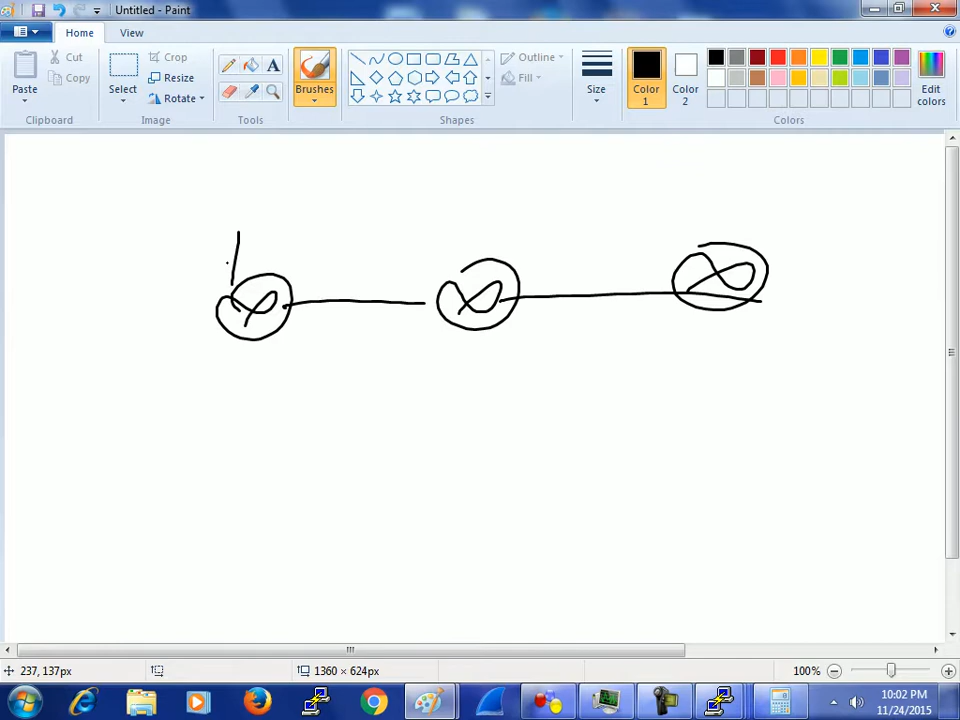 Untitled - Paint
Home View
Paste Cut Copy Select Crop Resize Rotate Brushes Outline Fill Size Color 1 Color 2 Edit colors
Clipboard Image Tools Shapes Colors
237, 137px 1360 × 624px 100%
10:02 PM
11/24/2015